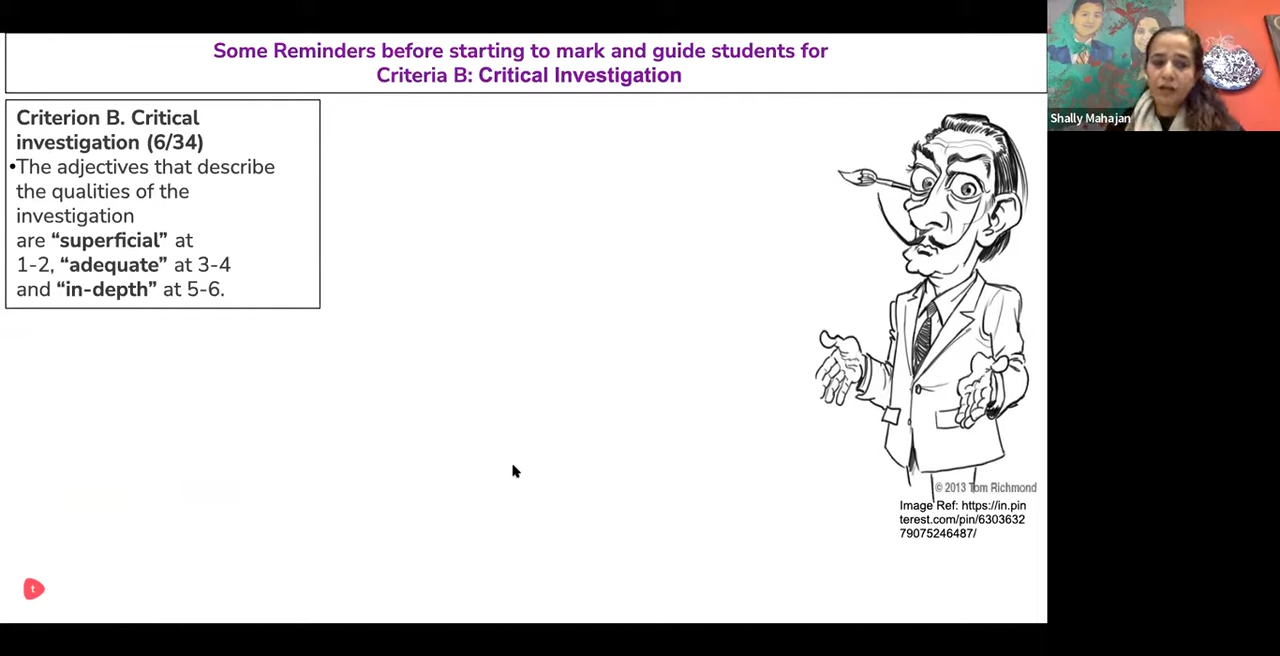 Some Reminders before starting to mark and guide students for
Criteria B: Critical Investigation
Criterion B. Critical
investigation (6/34)
•The adjectives that describe
the qualities of the
investigation
are “superficial” at
1-2, “adequate” at 3-4
and “in-depth” at 5-6.
Shally Mahajan
© 2013 Tom Richmond
Image Ref: https://in.pin
terest.com/pin/6303632
79075246487/
t